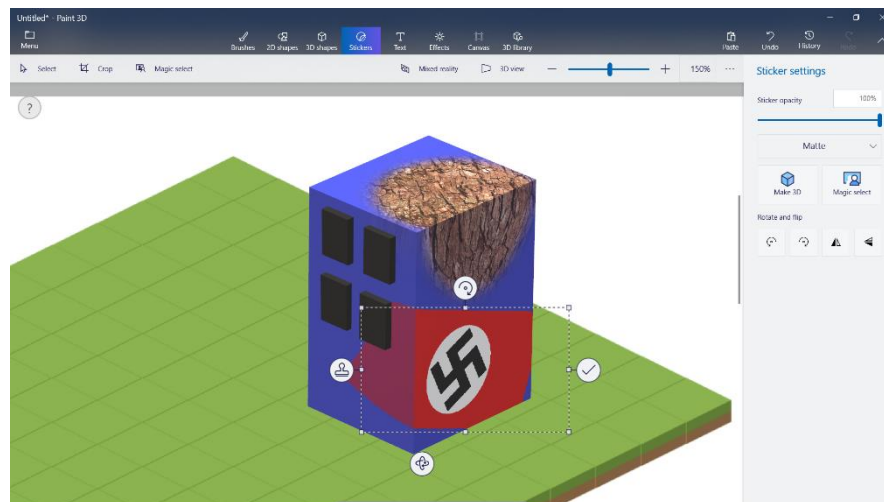 Untitled* - Paint 3D
Menu
Brushes 2D shapes 3D shapes Stickers Text Effects Canvas 3D library Paste Undo History
Select Crop Magic select Mixed reality 3D view 150%
Sticker settings
?
Sticker opacity 100%
Matte
Make 3D Magic select
Rotate and flip